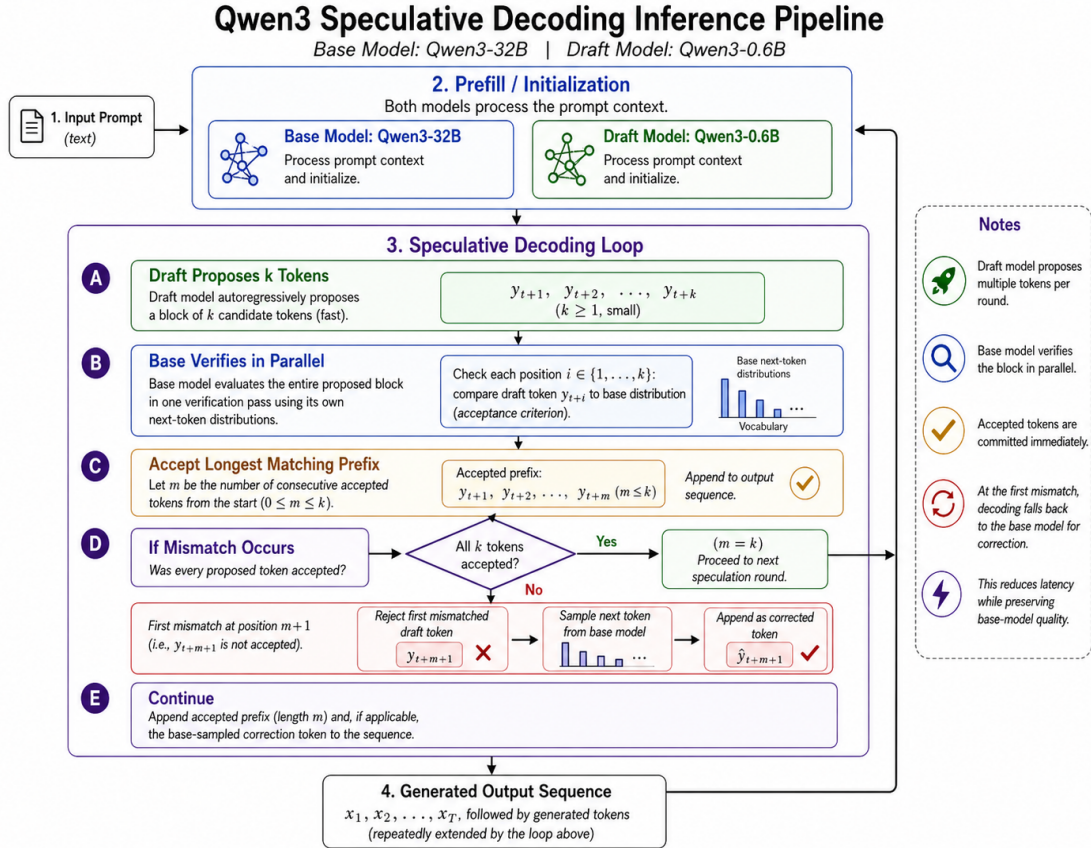 Qwen3 Speculative Decoding Inference Pipeline
Base Model: Qwen3-32B | Draft Model: Qwen3-0.6B
1. Input Prompt
(text)
2. Prefill / Initialization
Both models process the prompt context.
Base Model: Qwen3-32B
Process prompt context
and initialize.
Draft Model: Qwen3-0.6B
Process prompt context
and initialize.
3. Speculative Decoding Loop
A
Draft Proposes k Tokens
Draft model autoregressively proposes
a block of k candidate tokens (fast).
y_{t+1}, y_{t+2}, ..., y_{t+k}
(k ≥ 1, small)
B
Base Verifies in Parallel
Base model evaluates the entire proposed block
in one verification pass using its own
next-token distributions.
Check each position i ∈ {1, ..., k}:
compare draft token y_{t+i} to base distribution
(acceptance criterion).
Base next-token
distributions
...
Vocabulary
C
Accept Longest Matching Prefix
Let m be the number of consecutive accepted
tokens from the start (0 ≤ m ≤ k).
Accepted prefix:
y_{t+1}, y_{t+2}, ..., y_{t+m} (m ≤ k)
Append to output
sequence.
D
If Mismatch Occurs
Was every proposed token accepted?
All k tokens
accepted?
Yes
No
(m = k)
Proceed to next
speculation round.
First mismatch at position m+1
(i.e., y_{t+m+1} is not accepted).
Reject first mismatched
draft token
y_{t+m+1}
Sample next token
from base model
...
Append as corrected
token
ŷ_{t+m+1}
E
Continue
Append accepted prefix (length m) and, if applicable,
the base-sampled correction token to the sequence.
4. Generated Output Sequence
x_1, x_2, ..., x_T, followed by generated tokens
(repeatedly extended by the loop above)
Notes
Draft model proposes
multiple tokens per
round.
Base model verifies
the block in parallel.
Accepted tokens are
committed immediately.
At the first mismatch,
decoding falls back
to the base model for
correction.
This reduces latency
while preserving
base-model quality.